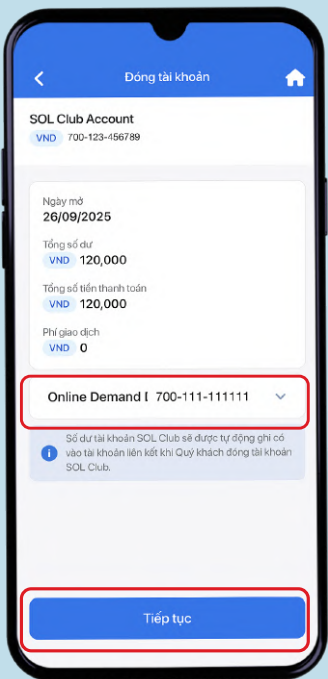 Đóng tài khoản
SOL Club Account
VND 700-123-456789
Ngày mở
26/09/2025
Tổng số dư
VND 120,000
Tổng số tiền thanh toán
VND 120,000
Phí giao dịch
VND 0
Online Demand [ 700-111-111111
Số dư tài khoản SOL Club sẽ được tự động ghi có
vào tài khoản liên kết khi Quý khách đóng tài khoản
SOL Club.
Tiếp tục